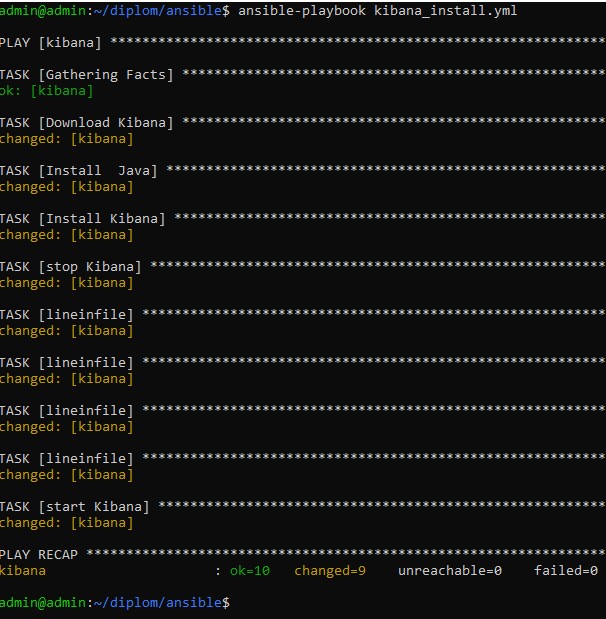 admin@admin:~/diplom/ansible$ ansible-playbook kibana_install.yml
PLAY [kibana] **********************************************************
TASK [Gathering Facts] *************************************************
ok: [kibana]
TASK [Download Kibana] *************************************************
changed: [kibana]
TASK [Install  Java] ***************************************************
changed: [kibana]
TASK [Install Kibana] **************************************************
changed: [kibana]
TASK [stop Kibana] *****************************************************
changed: [kibana]
TASK [lineinfile] ******************************************************
changed: [kibana]
TASK [lineinfile] ******************************************************
changed: [kibana]
TASK [lineinfile] ******************************************************
changed: [kibana]
TASK [lineinfile] ******************************************************
changed: [kibana]
TASK [start Kibana] ****************************************************
changed: [kibana]
PLAY RECAP *************************************************************
kibana                     : ok=10   changed=9    unreachable=0    failed=0
admin@admin:~/diplom/ansible$